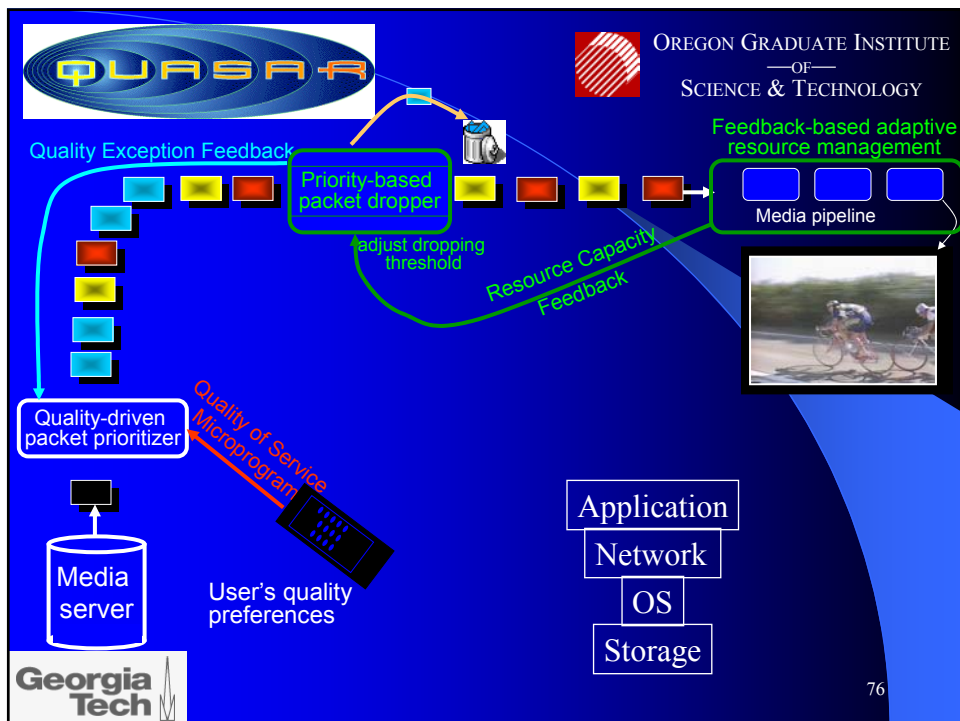 QUASAR
OREGON GRADUATE INSTITUTE
—OF—
SCIENCE & TECHNOLOGY
Feedback-based adaptive
resource management
Quality Exception Feedback
Priority-based
packet dropper
Media pipeline
adjust dropping
threshold
Resource Capacity
Feedback
Quality-driven
packet prioritizer
Quality of Service
Microprogram
Media
server
User's quality
preferences
Application
Network
OS
Storage
Georgia
Tech
76